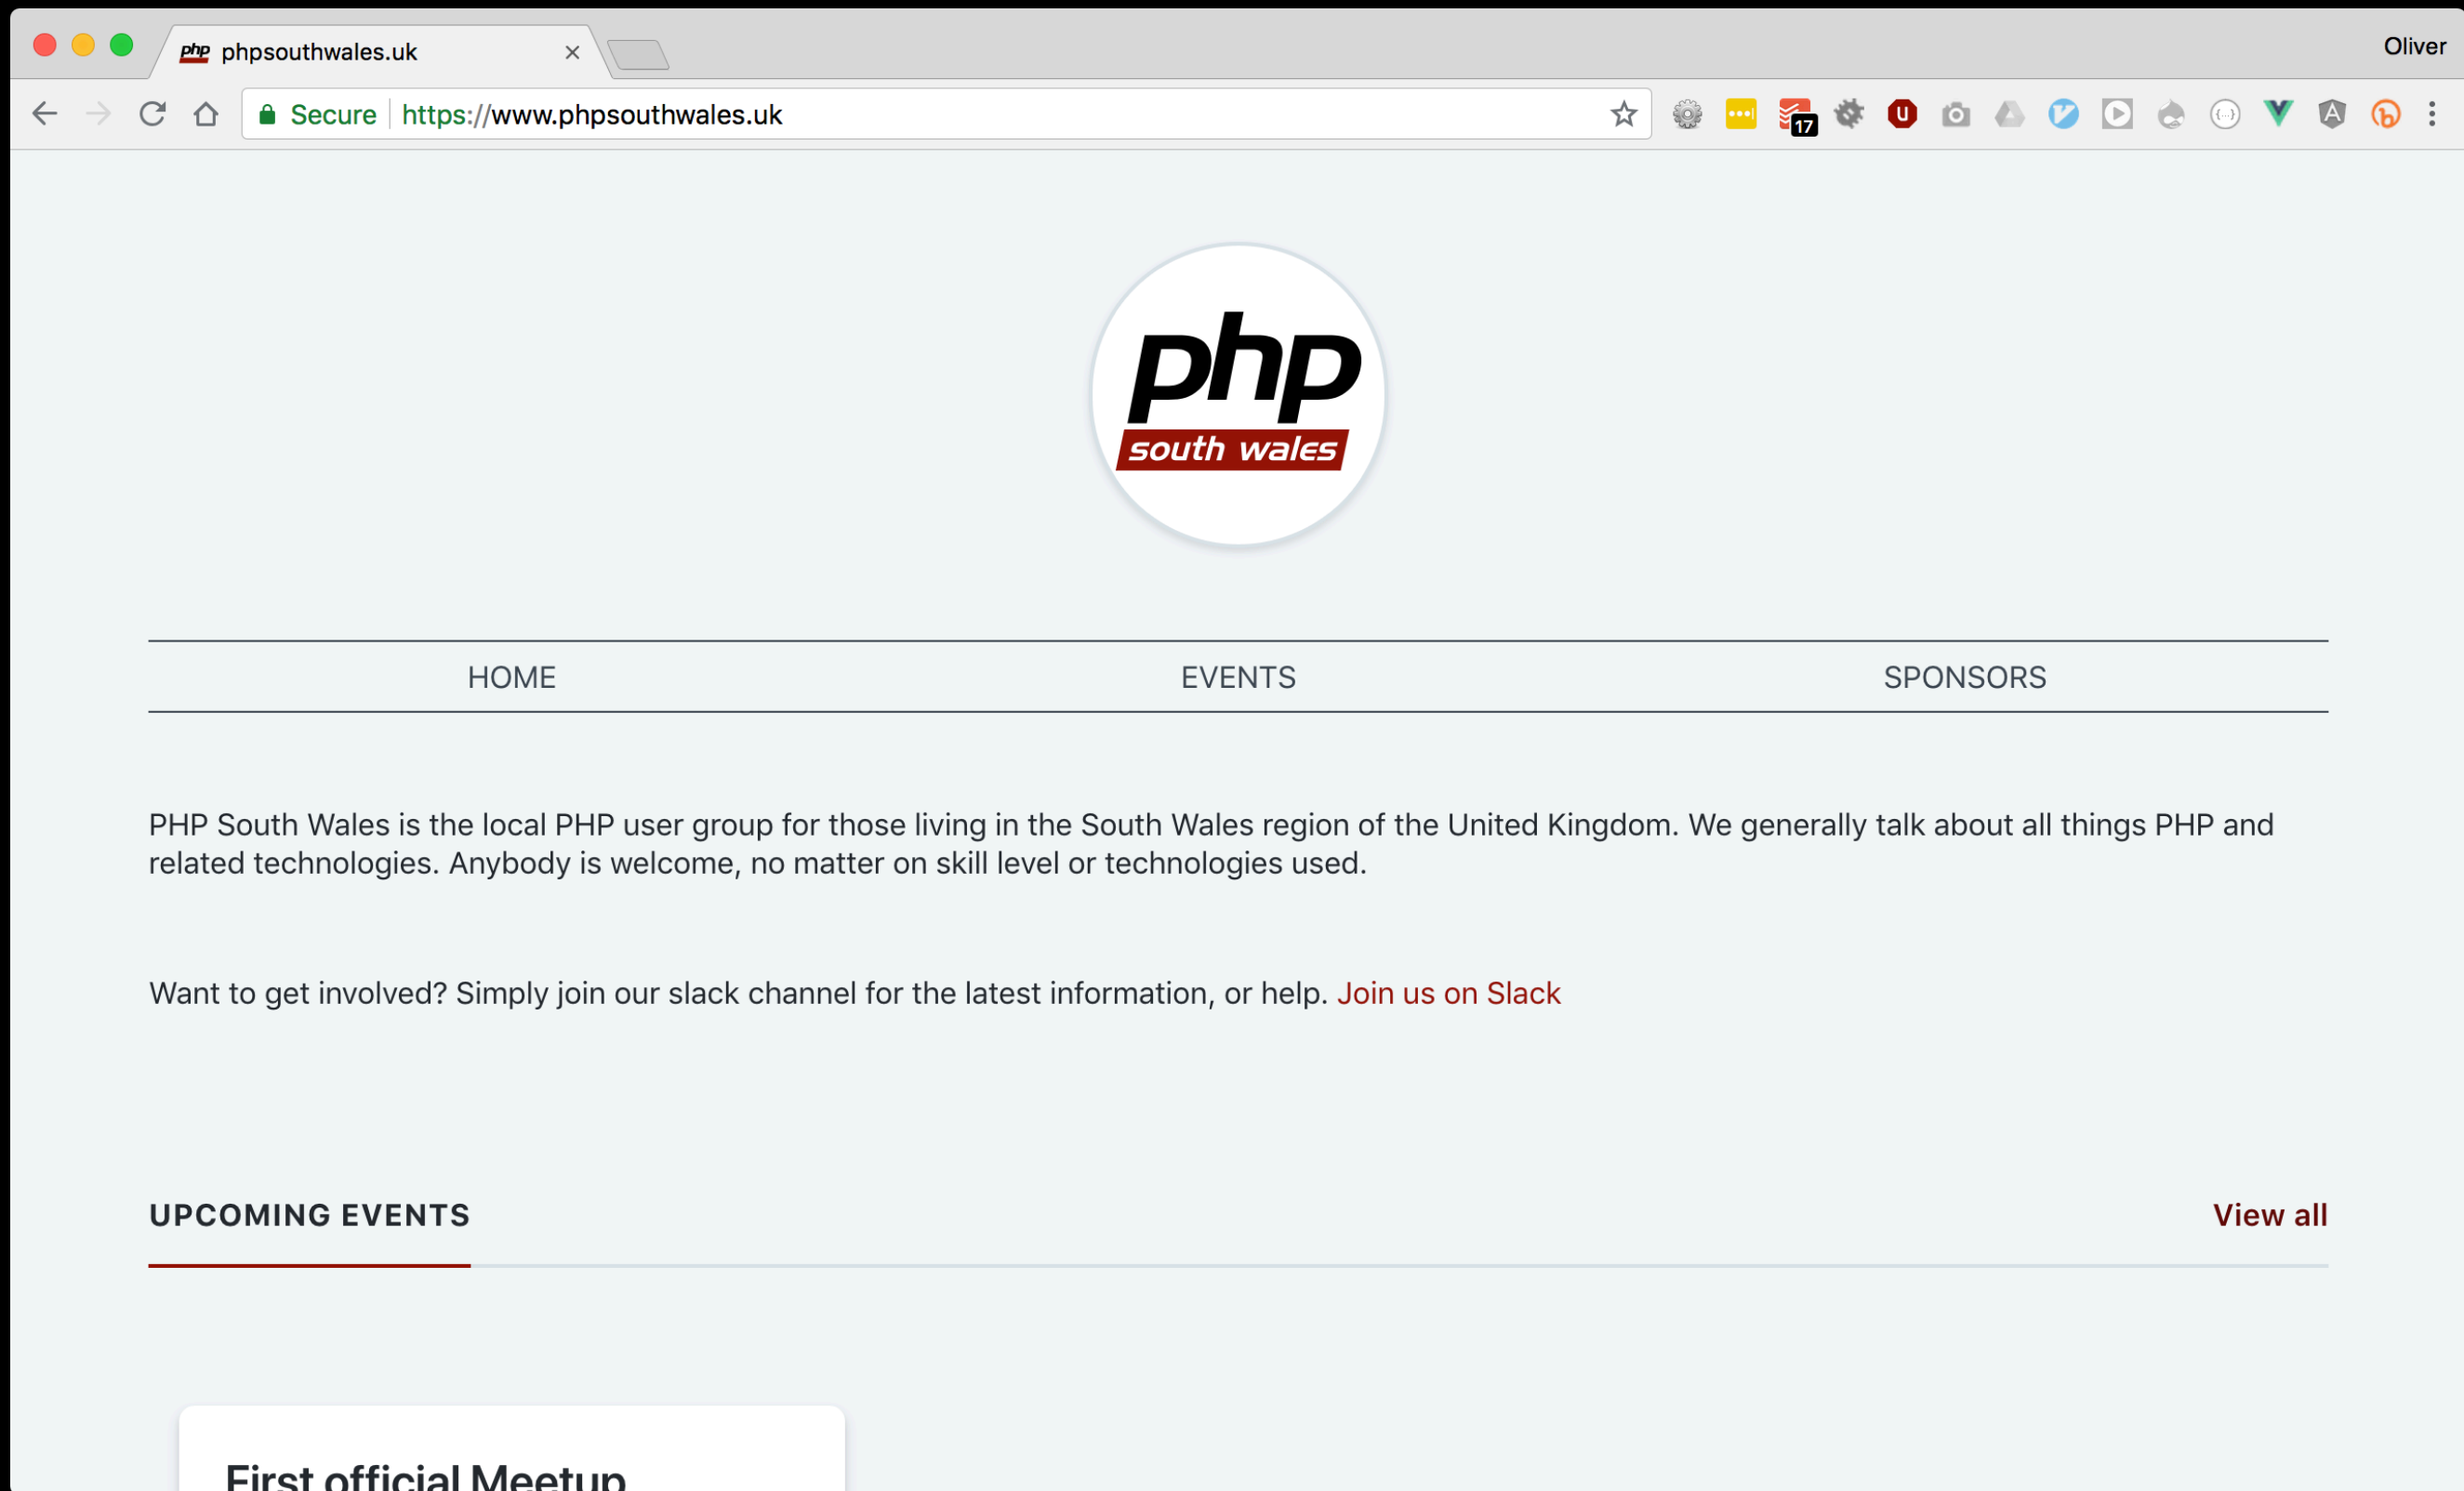 php phpsouthwales.uk
Oliver
Secure https://www.phpsouthwales.uk
17
php
south wales
HOME EVENTS SPONSORS
PHP South Wales is the local PHP user group for those living in the South Wales region of the United Kingdom. We generally talk about all things PHP and
related technologies. Anybody is welcome, no matter on skill level or technologies used.
Want to get involved? Simply join our slack channel for the latest information, or help. Join us on Slack
UPCOMING EVENTS View all
First official Meetup